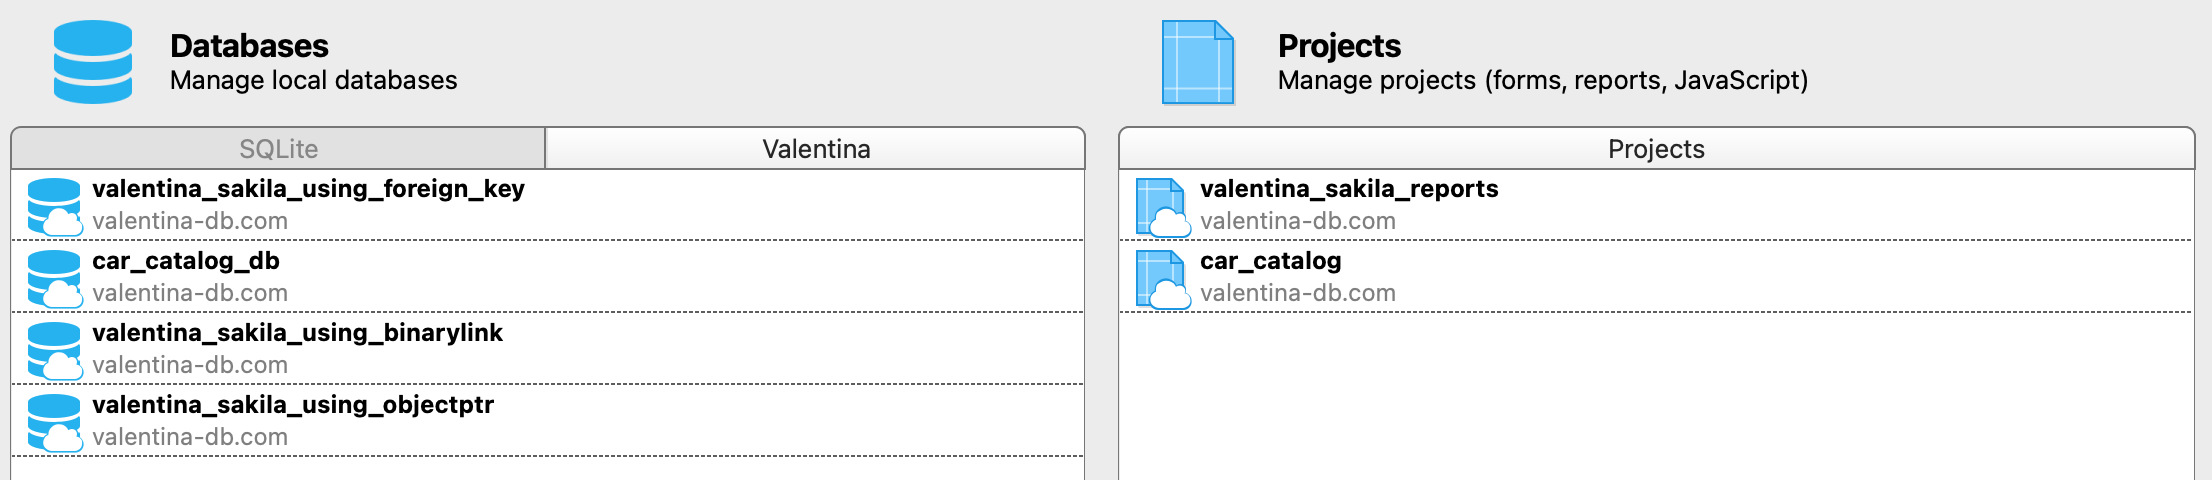 Databases
Manage local databases
SQLite
Valentina
valentina_sakila_using_foreign_key
valentina-db.com
car_catalog_db
valentina-db.com
valentina_sakila_using_binarylink
valentina-db.com
valentina_sakila_using_objectptr
valentina-db.com
Projects
Manage projects (forms, reports, JavaScript)
Projects
valentina_sakila_reports
valentina-db.com
car_catalog
valentina-db.com